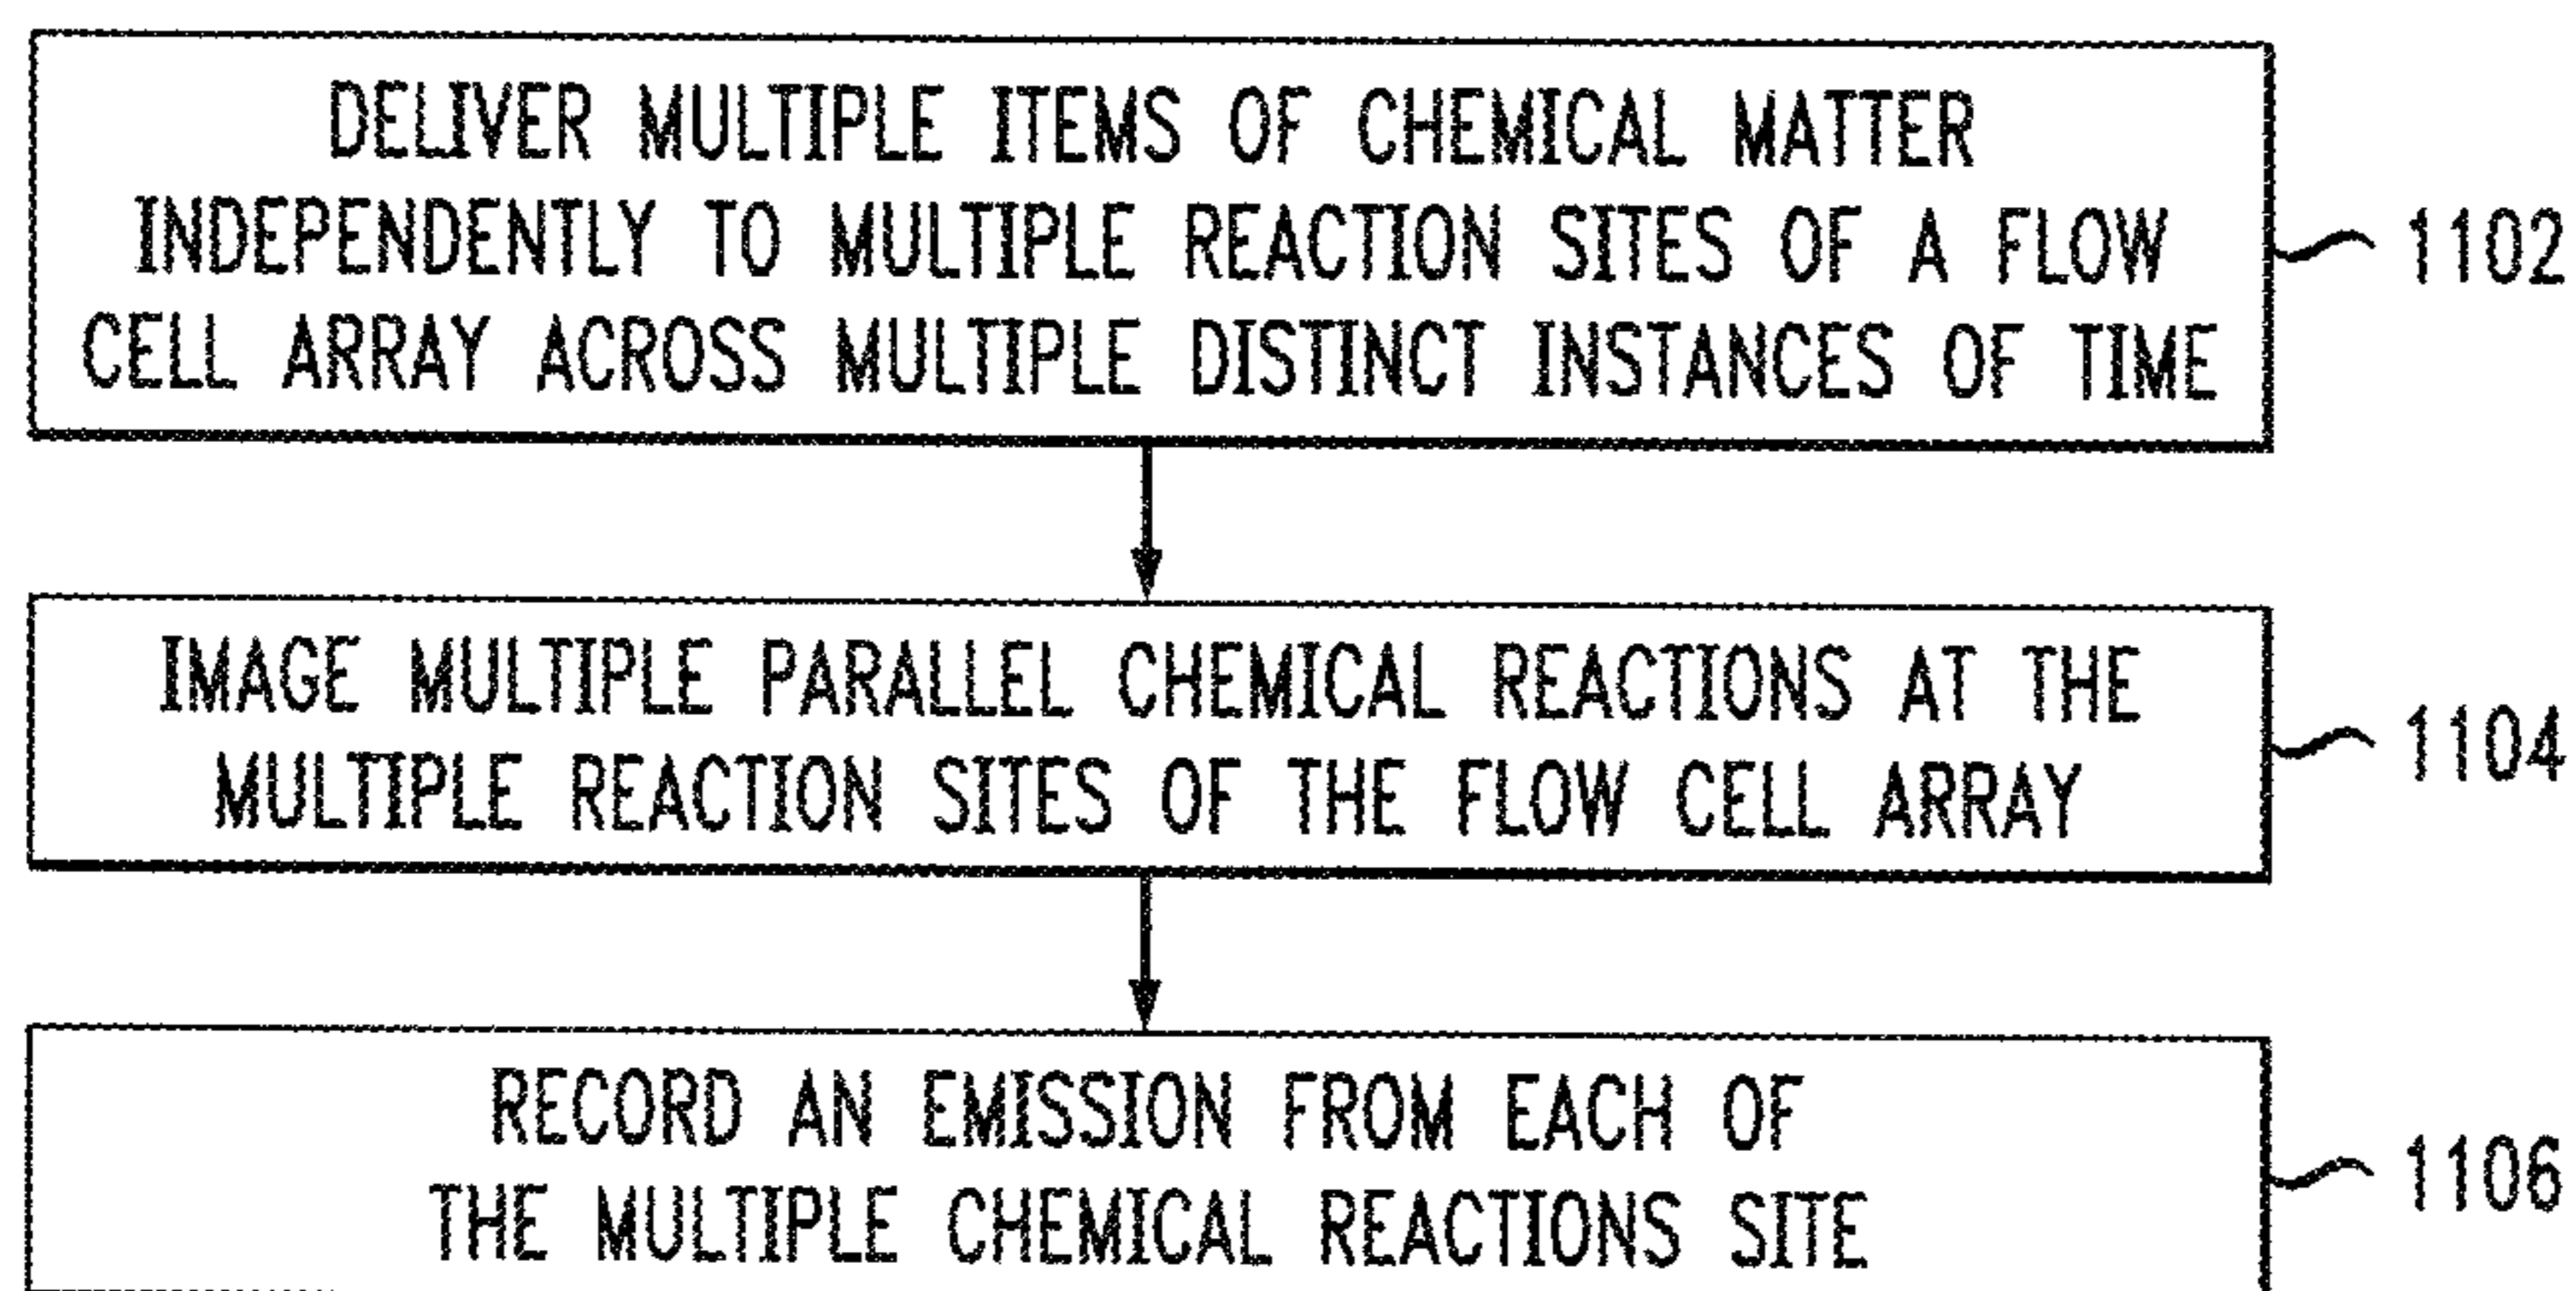 DELIVER MULTIPLE ITEMS OF CHEMICAL MATTER
INDEPENDENTLY TO MULTIPLE REACTION SITES OF A FLOW
CELL ARRAY ACROSS MULTIPLE DISTINCT INSTANCES OF TIME
1102
IMAGE MULTIPLE PARALLEL CHEMICAL REACTIONS AT THE
MULTIPLE REACTION SITES OF THE FLOW CELL ARRAY
1104
RECORD AN EMISSION FROM EACH OF
THE MULTIPLE CHEMICAL REACTIONS SITE
1106